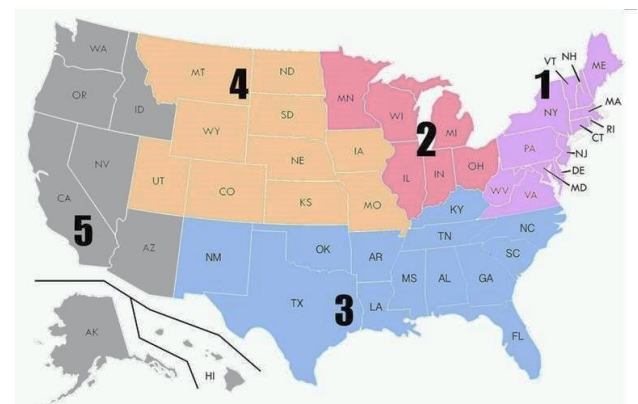 WA
MT
ND
MN
VT
NH
ME
OR
ID
4
SD
WI
MI
1
NY
MA
RI
CT
WY
2
IA
PA
NJ
NV
NE
IL
IN
OH
DE
MD
UT
CO
KS
MO
WV
VA
CA
5
KY
AZ
NM
OK
AR
TN
NC
SC
TX
3
LA
MS
AL
GA
FL
AK
HI